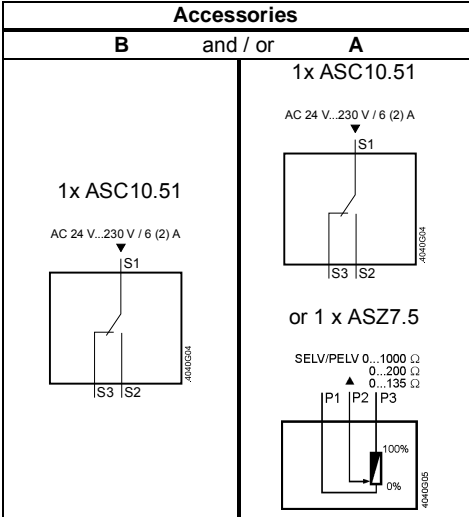 Accessories
B and / or A
1x ASC10.51
AC 24 V...230 V / 6 (2) A
S1
S3 S2
4040G04
1x ASC10.51
AC 24 V...230 V / 6 (2) A
S1
S3 S2
4040G04
or 1 x ASZ7.5
SELV/PELV 0...1000 Ω
0...200 Ω
0...135 Ω
P1 P2 P3
100%
0%
4040G05